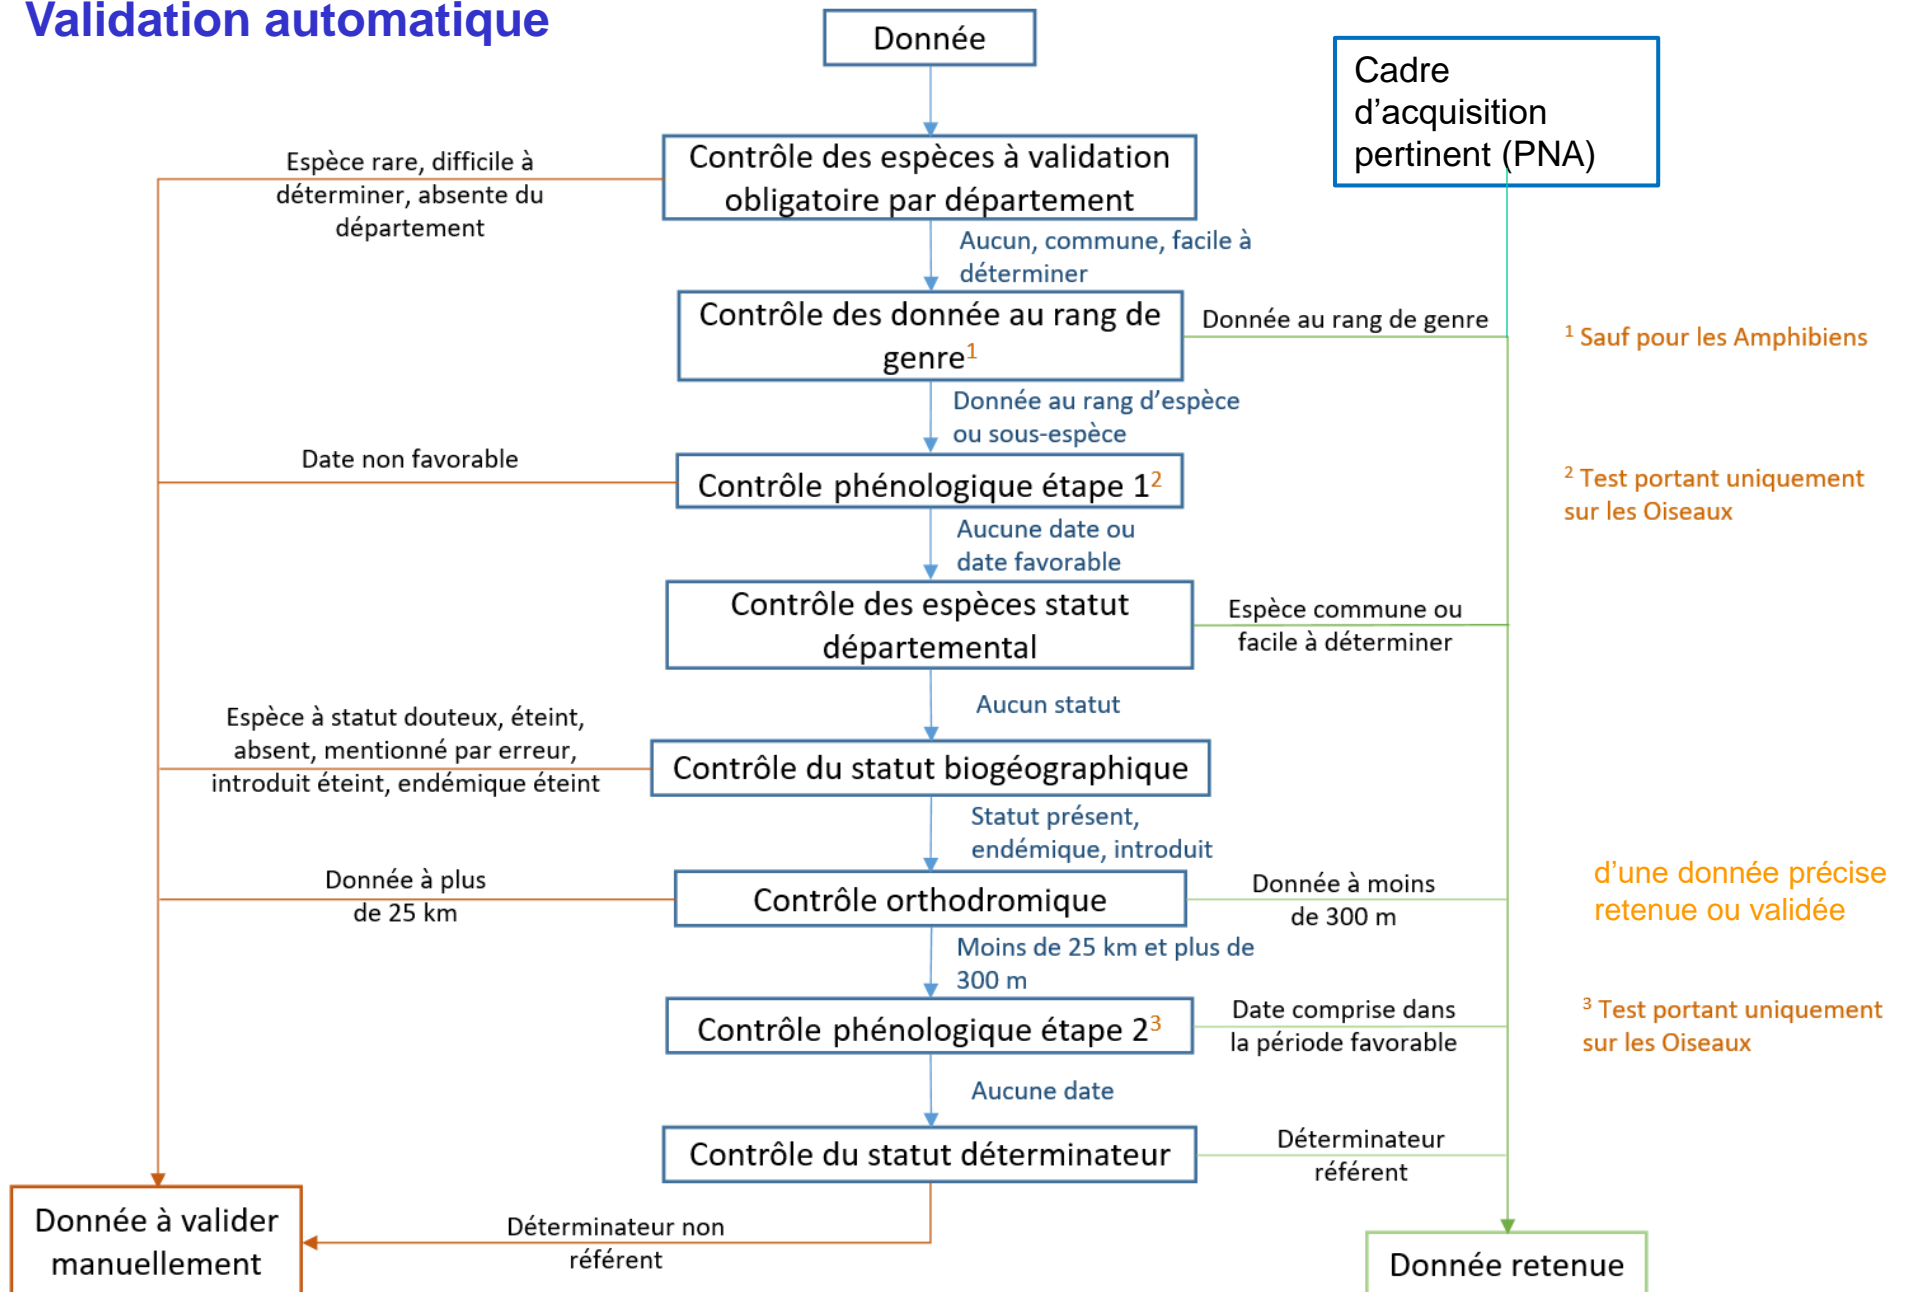 Validation automatique
Donnée
Cadre
d’acquisition
pertinent (PNA)
Contrôle des espèces à validation
obligatoire par département
Espèce rare, difficile à
déterminer, absente du
département
Aucun, commune, facile à
déterminer
Contrôle des donnée au rang de
genre¹
Donnée au rang de genre
¹ Sauf pour les Amphibiens
Donnée au rang d’espèce
ou sous-espèce
Date non favorable
Contrôle phénologique étape 1²
² Test portant uniquement
sur les Oiseaux
Aucune date ou
date favorable
Contrôle des espèces statut
départemental
Espèce commune ou
facile à déterminer
Aucun statut
Espèce à statut douteux, éteint,
absent, mentionné par erreur,
introduit éteint, endémique éteint
Contrôle du statut biogéographique
Statut présent,
endémique, introduit
Donnée à plus
de 25 km
Contrôle orthodromique
Donnée à moins
de 300 m
d’une donnée précise
retenue ou validée
Moins de 25 km et plus de
300 m
Contrôle phénologique étape 2³
Date comprise dans
la période favorable
³ Test portant uniquement
sur les Oiseaux
Aucune date
Contrôle du statut déterminateur
Déterminateur
référent
Déterminateur non
référent
Donnée à valider
manuellement
Donnée retenue